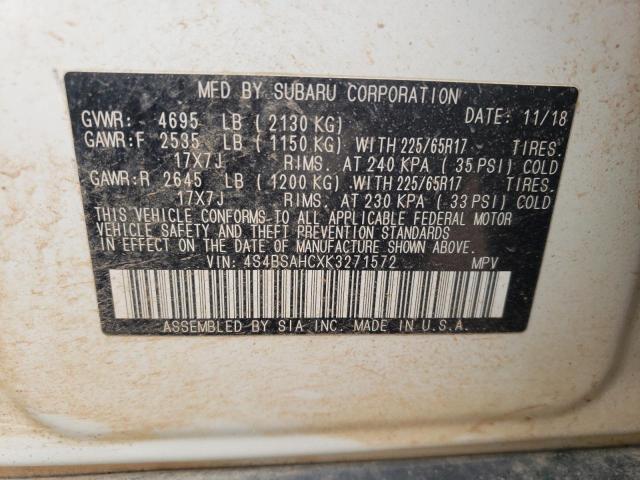 MFD BY SUBARU CORPORATION
GVWR: 4695 LB (2130 KG) DATE: 11/18
GAWR:F 2535 LB (1150 KG) WITH 225/65R17 TIRES.
17X7J RIMS. AT 240 KPA (35 PSI) COLD
GAWR:R 2645 LB (1200 KG) WITH 225/65R17 TIRES.
17X7J RIMS. AT 230 KPA (33 PSI) COLD
THIS VEHICLE CONFORMS TO ALL APPLICABLE FEDERAL MOTOR
VEHICLE SAFETY AND THEFT PREVENTION STANDARDS
IN EFFECT ON THE DATE OF MANUFACTURE SHOWN ABOVE.
VIN: 4S4BSAHCXK3271572 MPV
ASSEMBLED BY SIA INC. MADE IN U.S.A.